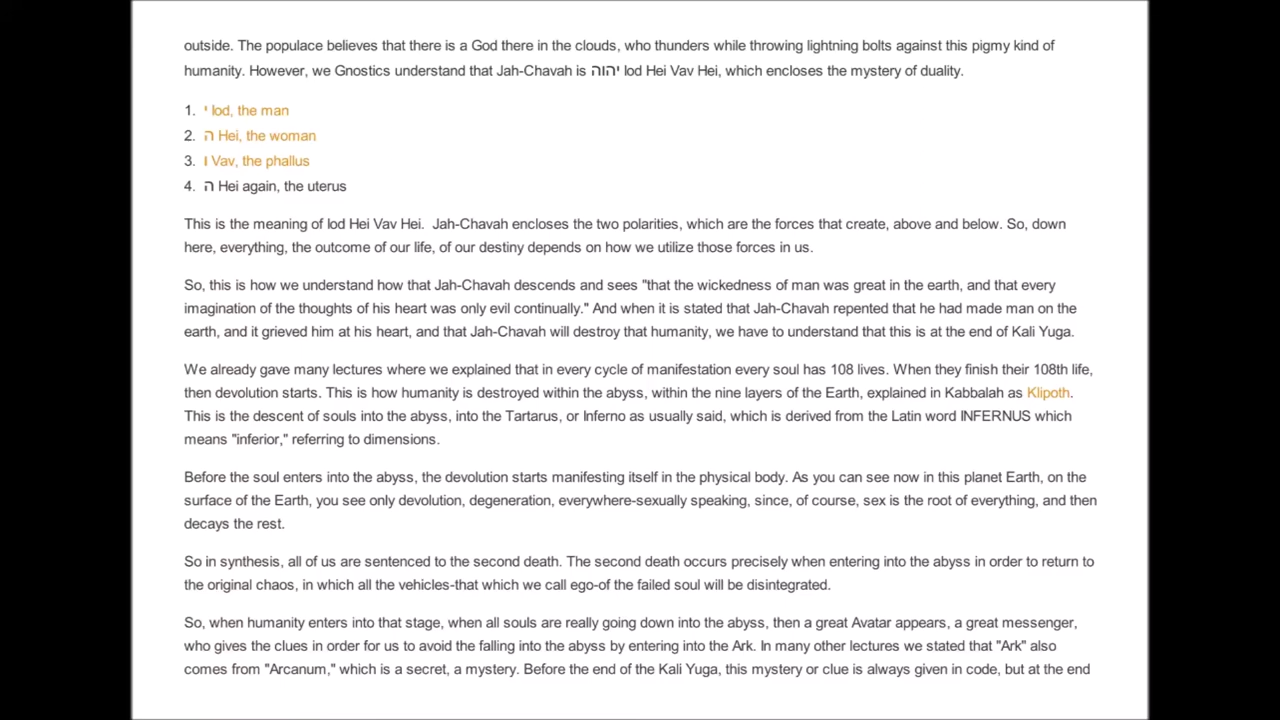 outside. The populace believes that there is a God there in the clouds, who thunders while throwing lightning bolts against this pigmy kind of
humanity. However, we Gnostics understand that Jah-Chavah is יהוה Iod Hei Vav Hei, which encloses the mystery of duality.
1. י Iod, the man
2. ה Hei, the woman
3. ו Vav, the phallus
4. ה Hei again, the uterus
This is the meaning of Iod Hei Vav Hei. Jah-Chavah encloses the two polarities, which are the forces that create, above and below. So, down
here, everything, the outcome of our life, of our destiny depends on how we utilize those forces in us.
So, this is how we understand how that Jah-Chavah descends and sees "that the wickedness of man was great in the earth, and that every
imagination of the thoughts of his heart was only evil continually." And when it is stated that Jah-Chavah repented that he had made man on the
earth, and it grieved him at his heart, and that Jah-Chavah will destroy that humanity, we have to understand that this is at the end of Kali Yuga.
We already gave many lectures where we explained that in every cycle of manifestation every soul has 108 lives. When they finish their 108th life,
then devolution starts. This is how humanity is destroyed within the abyss, within the nine layers of the Earth, explained in Kabbalah as Klipoth.
This is the descent of souls into the abyss, into the Tartarus, or Inferno as usually said, which is derived from the Latin word INFERNUS which
means "inferior," referring to dimensions.
Before the soul enters into the abyss, the devolution starts manifesting itself in the physical body. As you can see now in this planet Earth, on the
surface of the Earth, you see only devolution, degeneration, everywhere-sexually speaking, since, of course, sex is the root of everything, and then
decays the rest.
So in synthesis, all of us are sentenced to the second death. The second death occurs precisely when entering into the abyss in order to return to
the original chaos, in which all the vehicles-that which we call ego-of the failed soul will be disintegrated.
So, when humanity enters into that stage, when all souls are really going down into the abyss, then a great Avatar appears, a great messenger,
who gives the clues in order for us to avoid the falling into the abyss by entering into the Ark. In many other lectures we stated that "Ark" also
comes from "Arcanum," which is a secret, a mystery. Before the end of the Kali Yuga, this mystery or clue is always given in code, but at the end